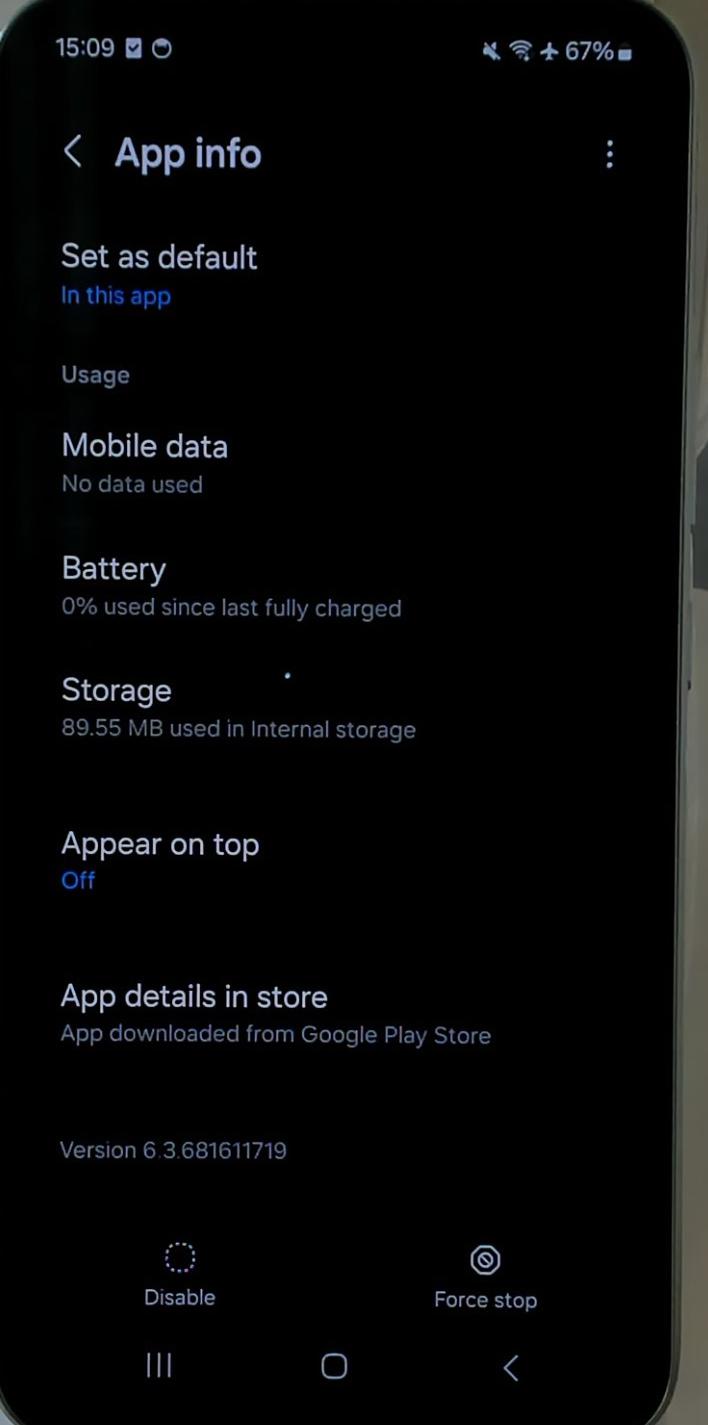 15:09
67%
App info
Set as default
In this app
Usage
Mobile data
No data used
Battery
0% used since last fully charged
Storage
89.55 MB used in Internal storage
Appear on top
Off
App details in store
App downloaded from Google Play Store
Version 6.3.681611719
Disable
Force stop